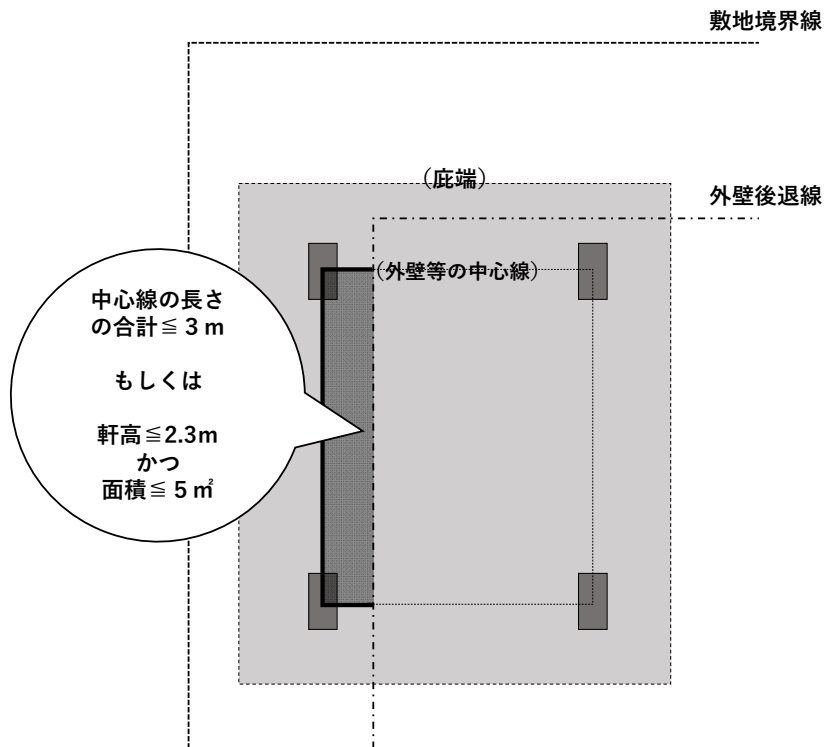 敷地境界線
（庇端）
外壁後退線
（外壁等の中心線）
中心線の長さ
の合計≦３ｍ
もしくは
軒高≦2.3m
かつ
面積≦５㎡